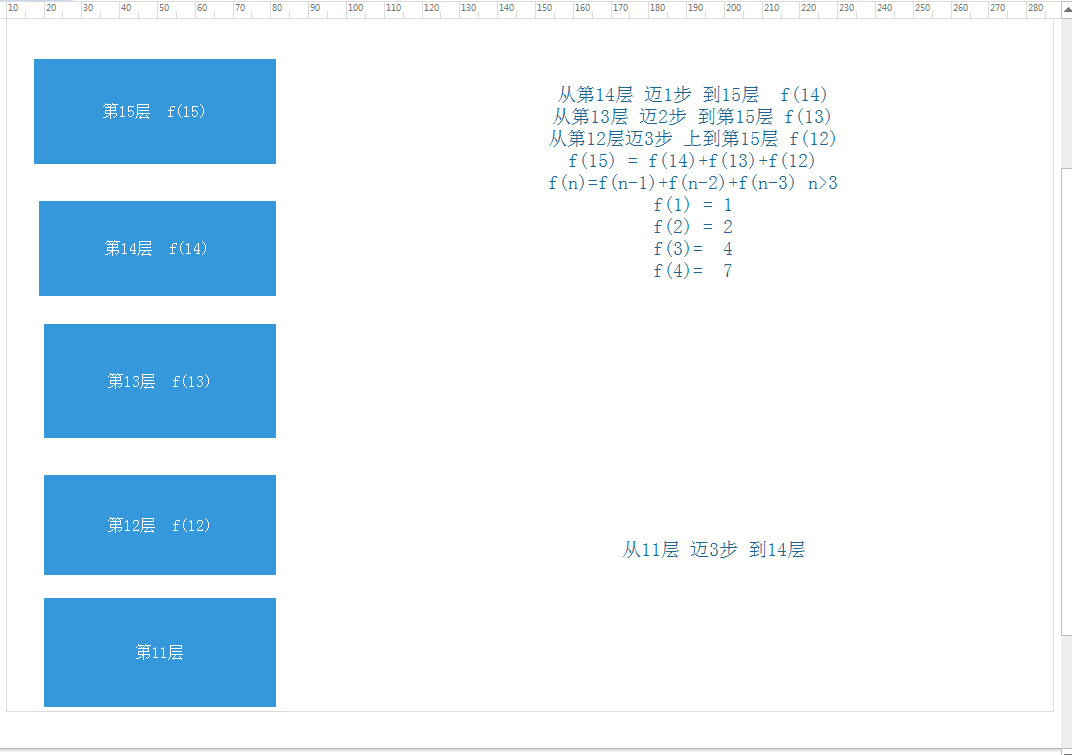 10 20 30 40 50 60 70 80 90 100 110 120 130 140 150 160 170 180 190 200 210 220 230 240 250 260 270 280
第15层 f(15)
第14层 f(14)
第13层 f(13)
第12层 f(12)
第11层
从第14层 迈1步 到15层 f(14)
从第13层 迈2步 到第15层 f(13)
从第12层迈3步 上到第15层 f(12)
f(15) = f(14)+f(13)+f(12)
f(n)=f(n-1)+f(n-2)+f(n-3) n>3
f(1) = 1
f(2) = 2
f(3)= 4
f(4)= 7
从11层 迈3步 到14层